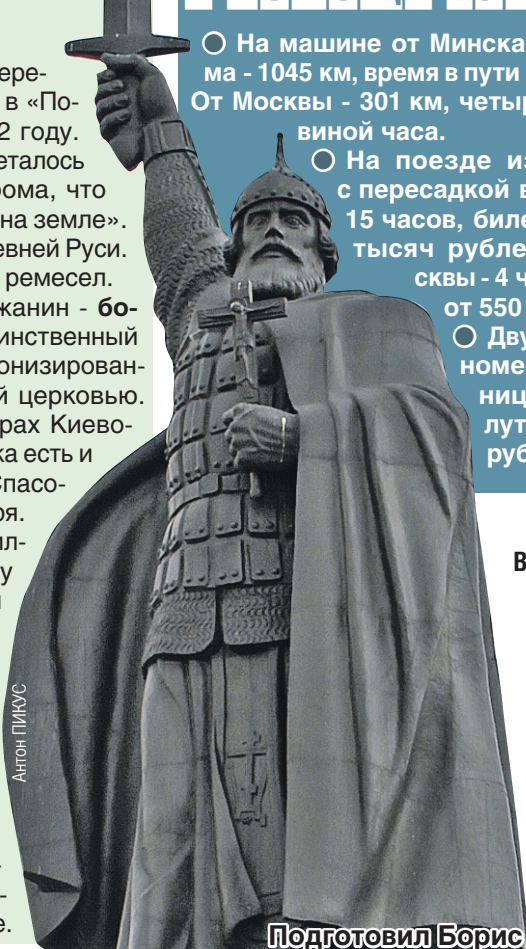 ере-
в «По-
2 году.
еталось
рома, что
на земле».
евней Руси.
ремесел.
жанин - бо-
инственный
онизирован-
й церковью.
рах Киево-
ка есть и
Спасо-
ря.
ил-
у
-
е.
Антон ПИКУС
На машине от Минска
ма - 1045 км, время в пути
От Москвы - 301 км, четыр
виной часа.
На поезде из
с пересадкой в
15 часов, биле
тысяч рубле
сквы - 4 ч
от 550
Дву
номе
ниц
лут
руб
В
Подготовил Борис